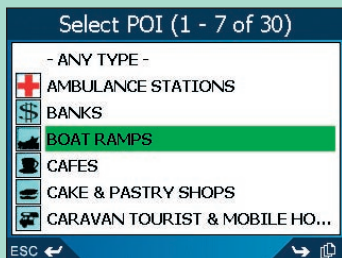 Select POI (1 - 7 of 30)
- ANY TYPE -
AMBULANCE STATIONS
BANKS
BOAT RAMPS
CAFES
CAKE & PASTRY SHOPS
CARAVAN TOURIST & MOBILE HO...
ESC